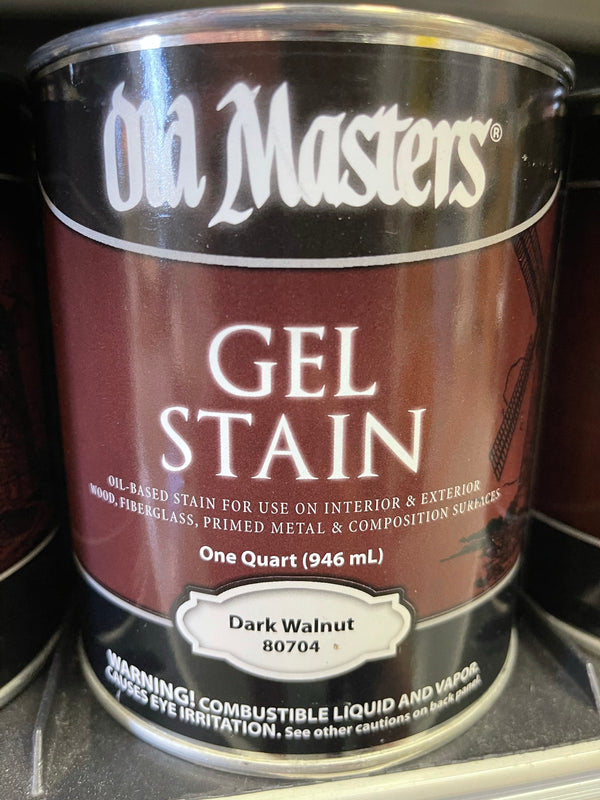 Old Masters®
GEL
STAIN
OIL-BASED STAIN FOR USE ON INTERIOR & EXTERIOR
WOOD, FIBERGLASS, PRIMED METAL & COMPOSITION SURFACES
One Quart (946 mL)
Dark Walnut
80704
WARNING! COMBUSTIBLE LIQUID AND VAPOR.
CAUSES EYE IRRITATION. See other cautions on back panel.